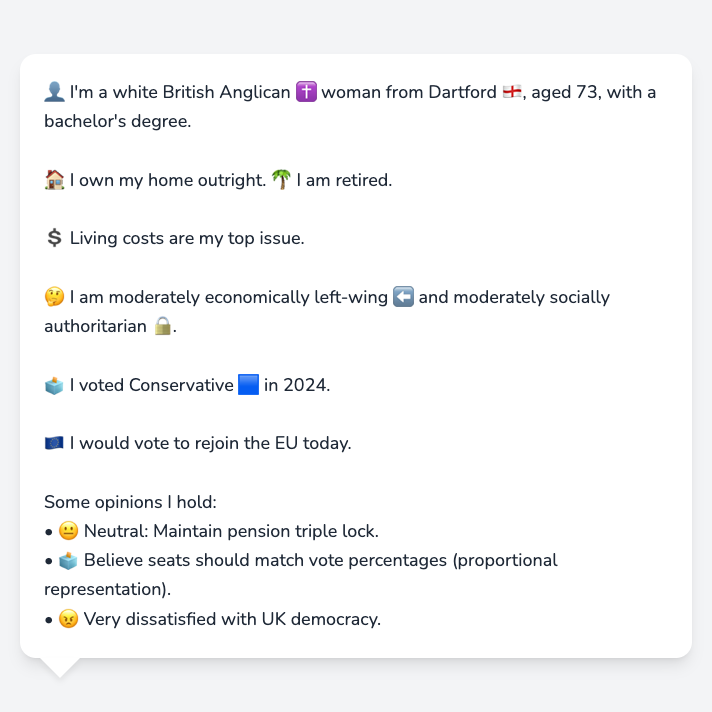 👤 I'm a white British Anglican ✝️ woman from Dartford 🏴󠁧󠁢󠁥󠁮󠁧󠁿, aged 73, with a
bachelor's degree.
🏠 I own my home outright. 🌴 I am retired.
💲 Living costs are my top issue.
🤔 I am moderately economically left-wing ⬅️ and moderately socially
authoritarian 🔒.
🗳️ I voted Conservative 🟦 in 2024.
🇪🇺 I would vote to rejoin the EU today.
Some opinions I hold:
• 😐 Neutral: Maintain pension triple lock.
• 🗳️ Believe seats should match vote percentages (proportional
representation).
• 😠 Very dissatisfied with UK democracy.